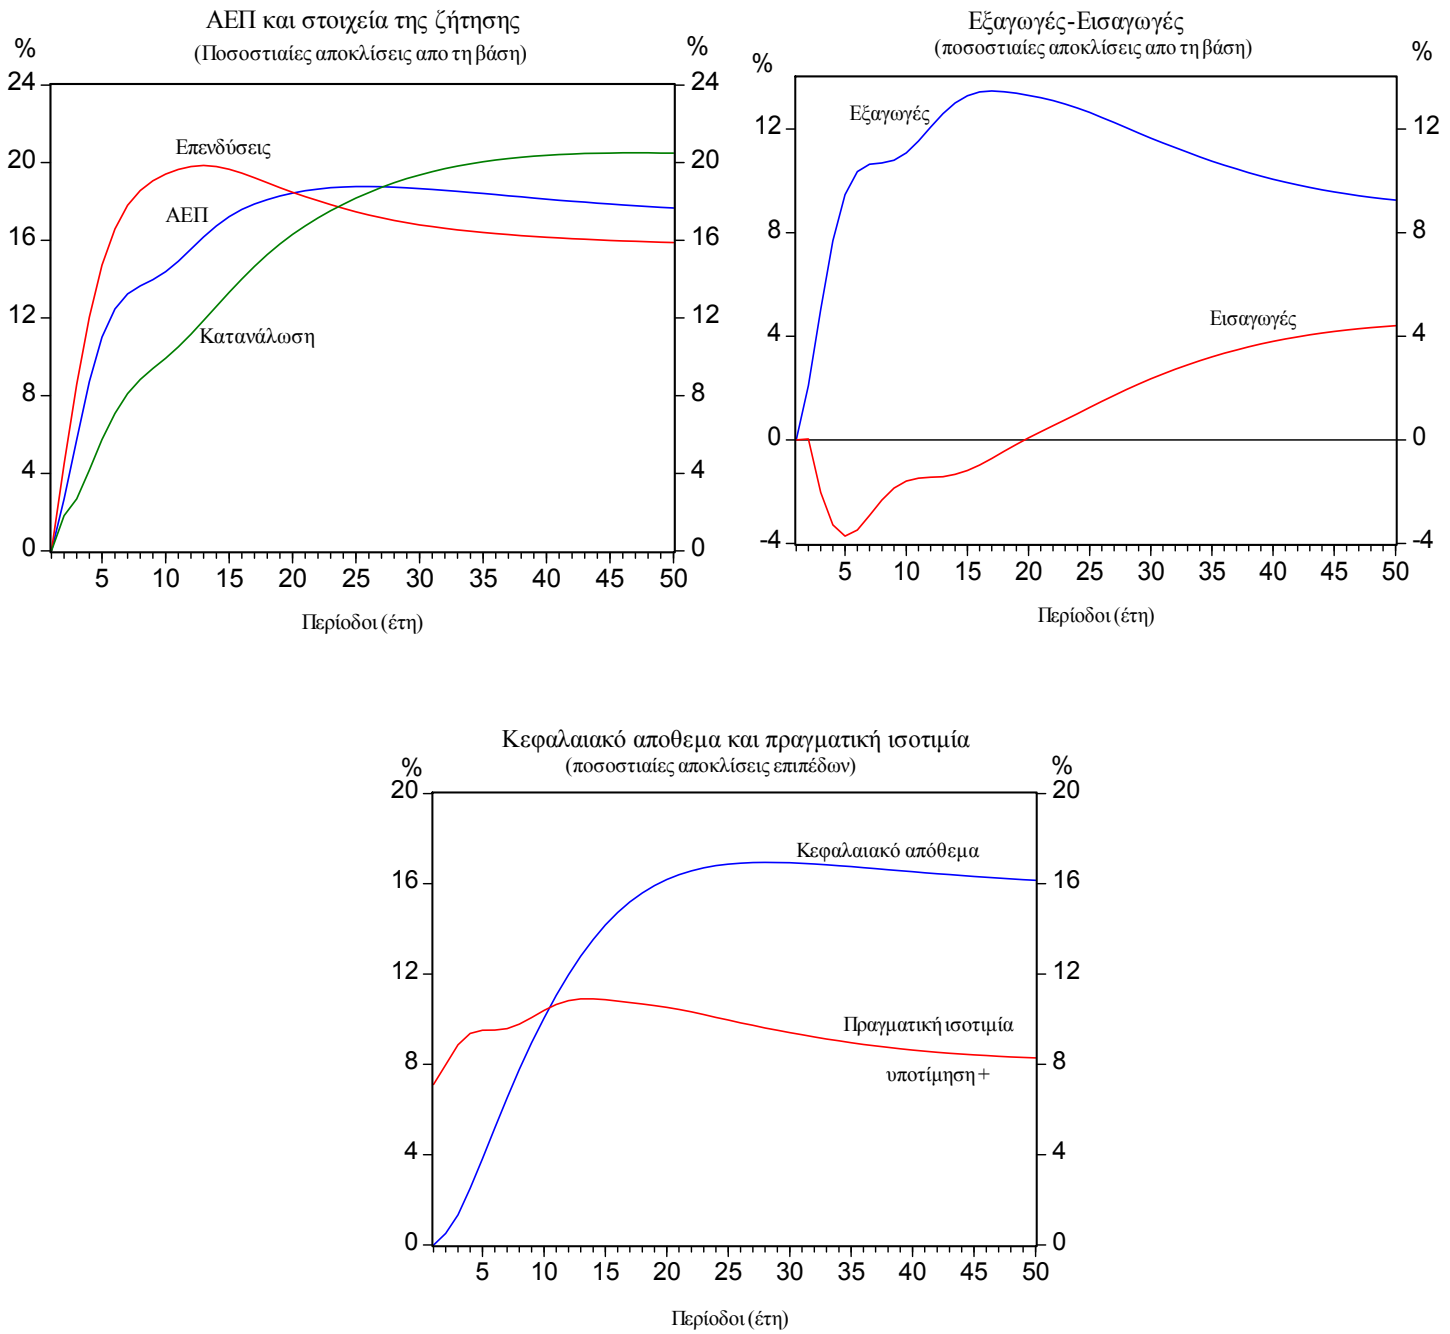 ΑΕΠ και στοιχεία της ζήτησης
(Ποσοστιαίες αποκλίσεις απο τη βάση)
% %
24 24
Επενδύσεις
20 20
ΑΕΠ
16 16
12 12
Κατανάλωση
8 8
4 4
0 0
5 10 15 20 25 30 35 40 45 50
Περίοδοι (έτη)
Εξαγωγές-Εισαγωγές
(ποσοστιαίες αποκλίσεις απο τη βάση)
% %
Εξαγωγές
12 12
8 8
Εισαγωγές
4 4
0 0
-4 -4
5 10 15 20 25 30 35 40 45 50
Περίοδοι (έτη)
Κεφαλαιακό αποθεμα και πραγματική ισοτιμία
(ποσοστιαίες αποκλίσεις επιπέδων)
% %
20 20
Κεφαλαιακό απόθεμα
16 16
12 12
Πραγματική ισοτιμία
8 8
υποτίμηση +
4 4
0 0
5 10 15 20 25 30 35 40 45 50
Περίοδοι (έτη)